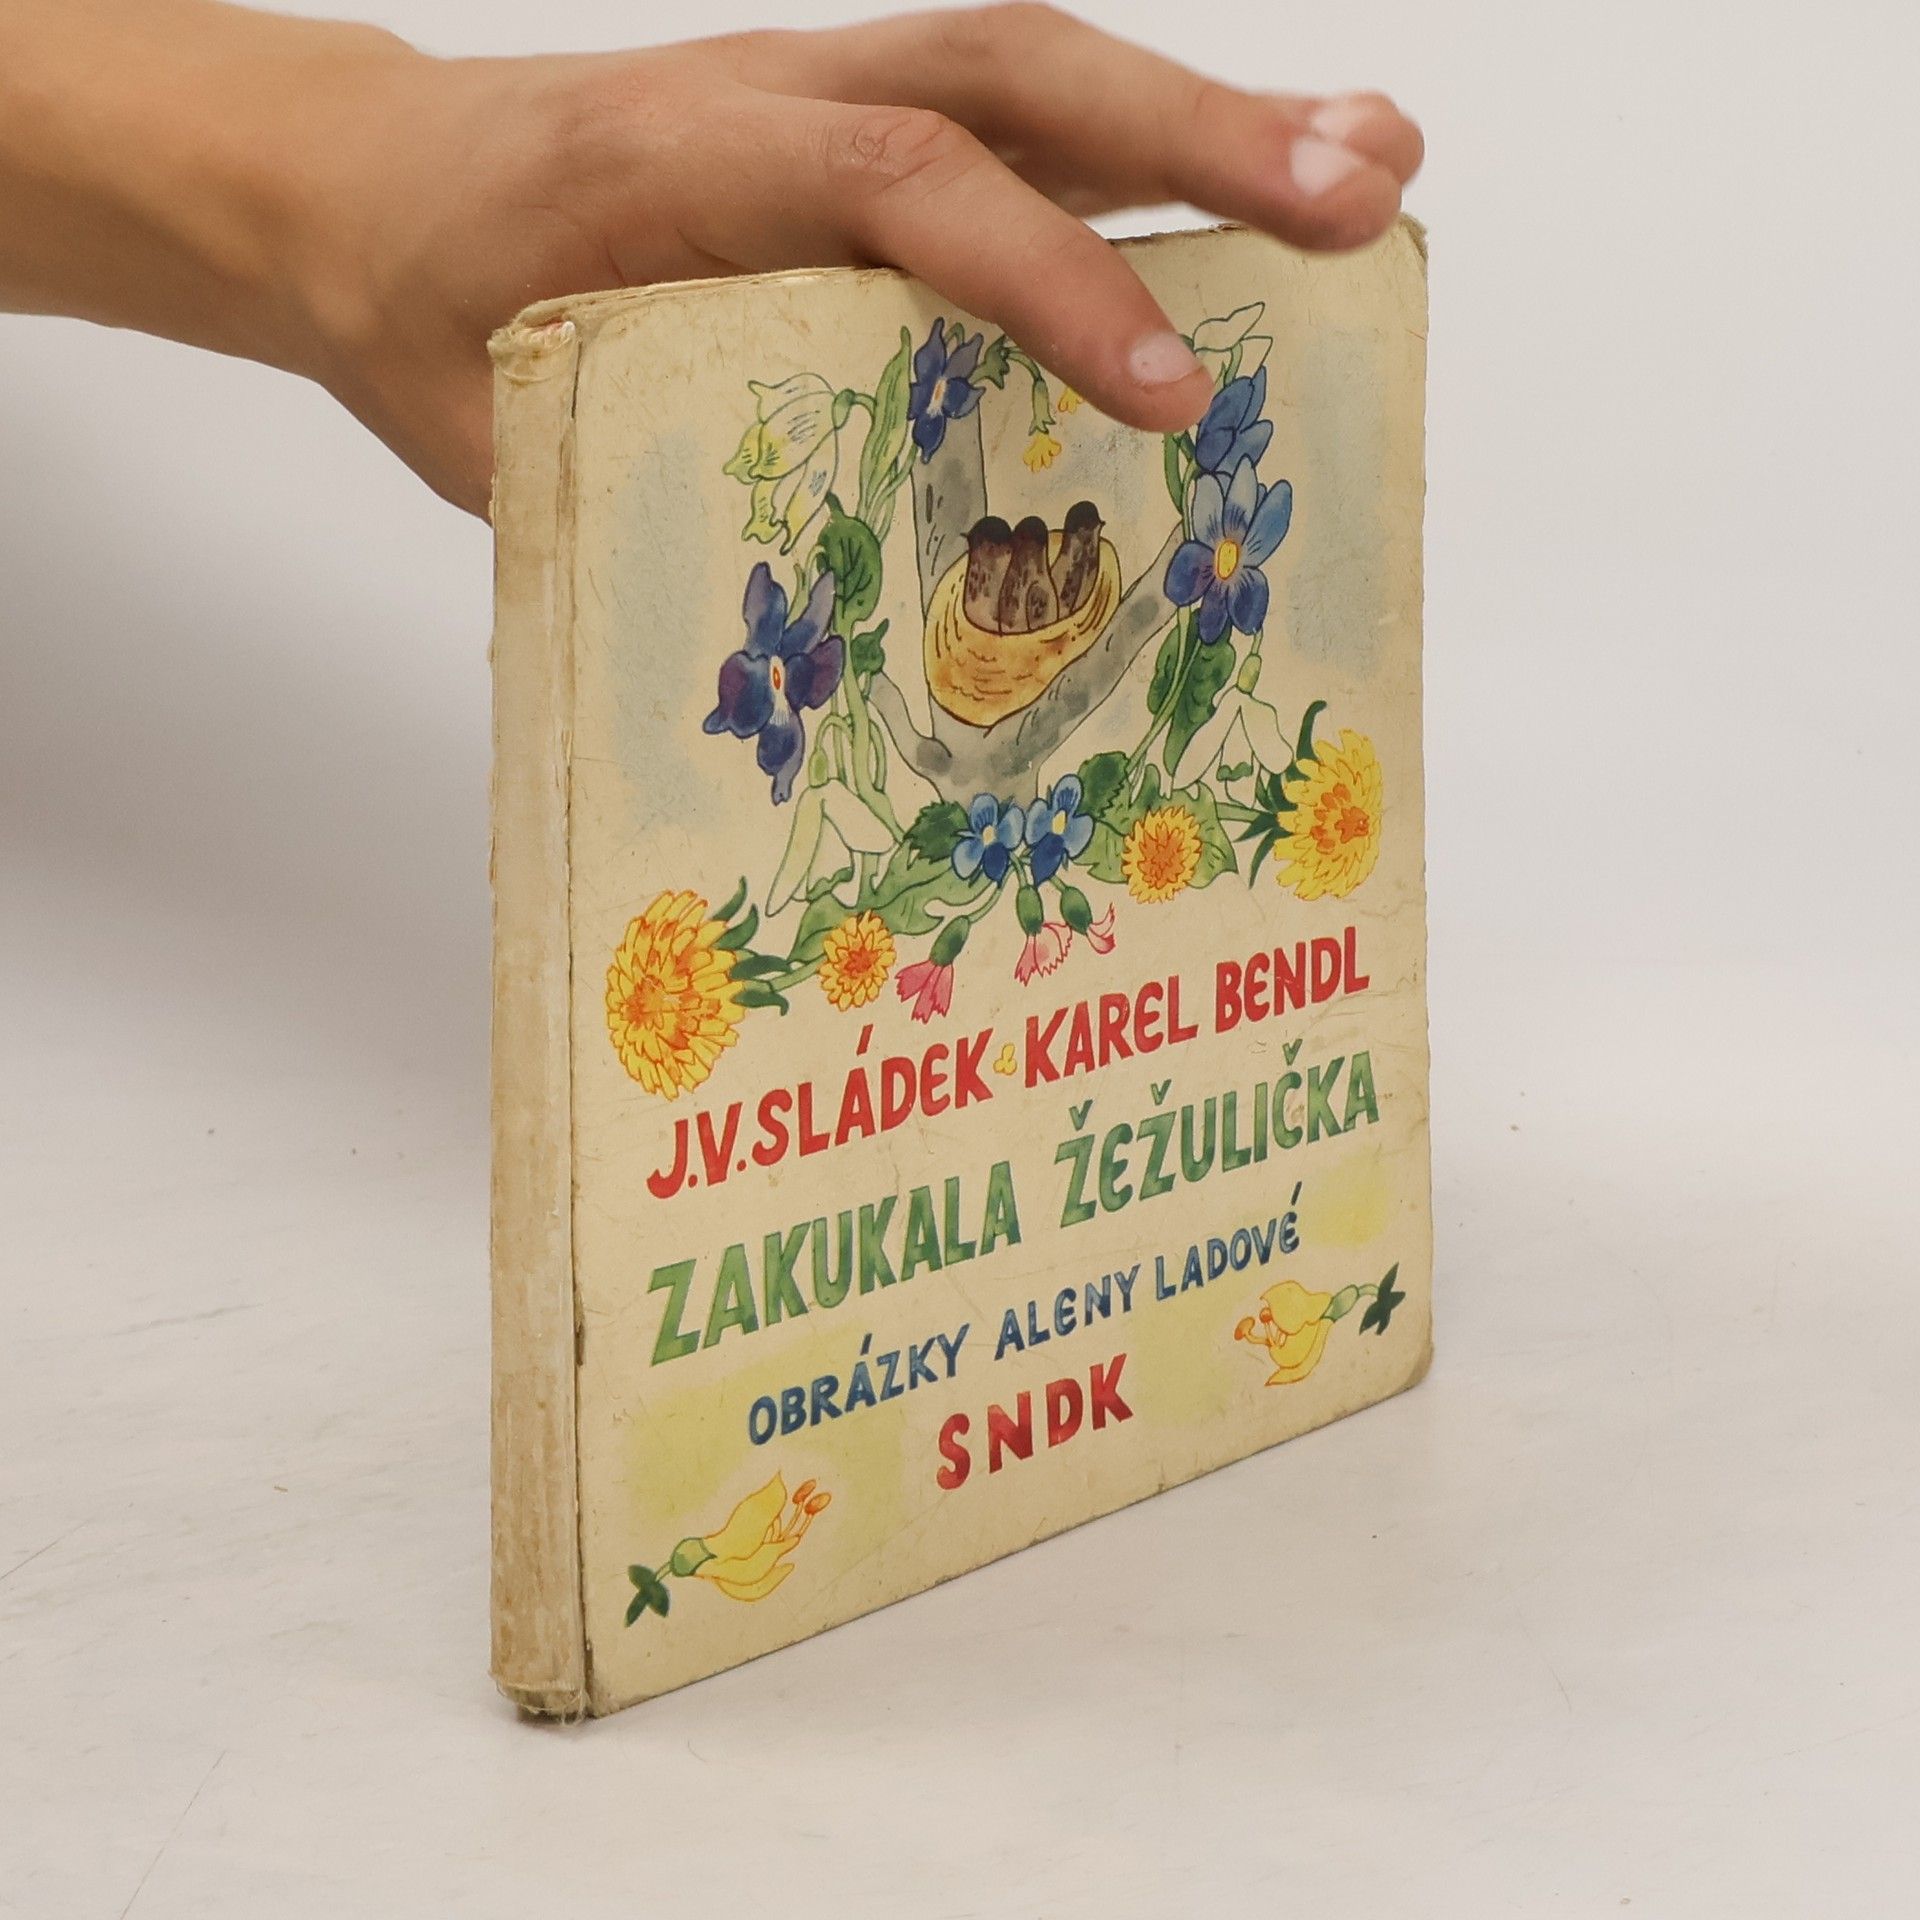 J.V.SLÁDEK KAREL BENDL
ZAKUKALA ŽEŽULIČKA
OBRÁZKY ALENY LADOVÉ
SNDK